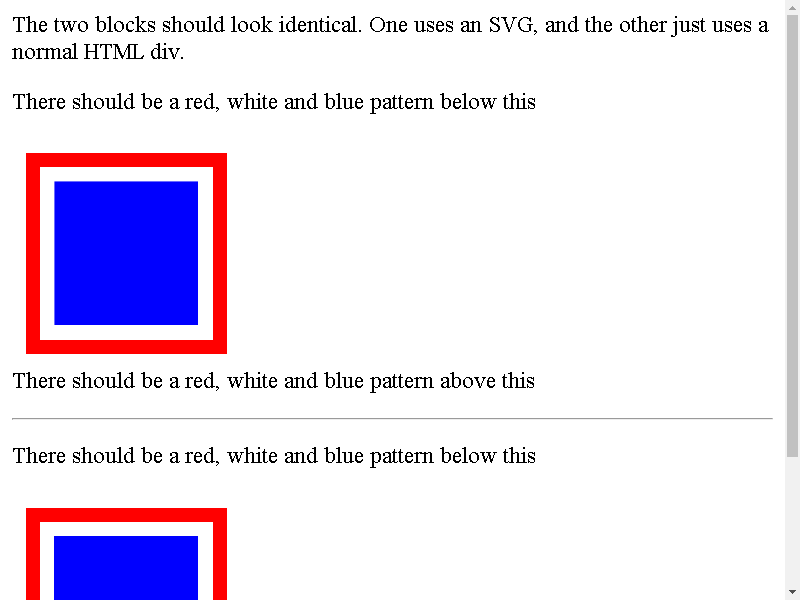 The two blocks should look identical. One uses an SVG, and the other just uses a
normal HTML div.
There should be a red, white and blue pattern below this
There should be a red, white and blue pattern above this
There should be a red, white and blue pattern below this